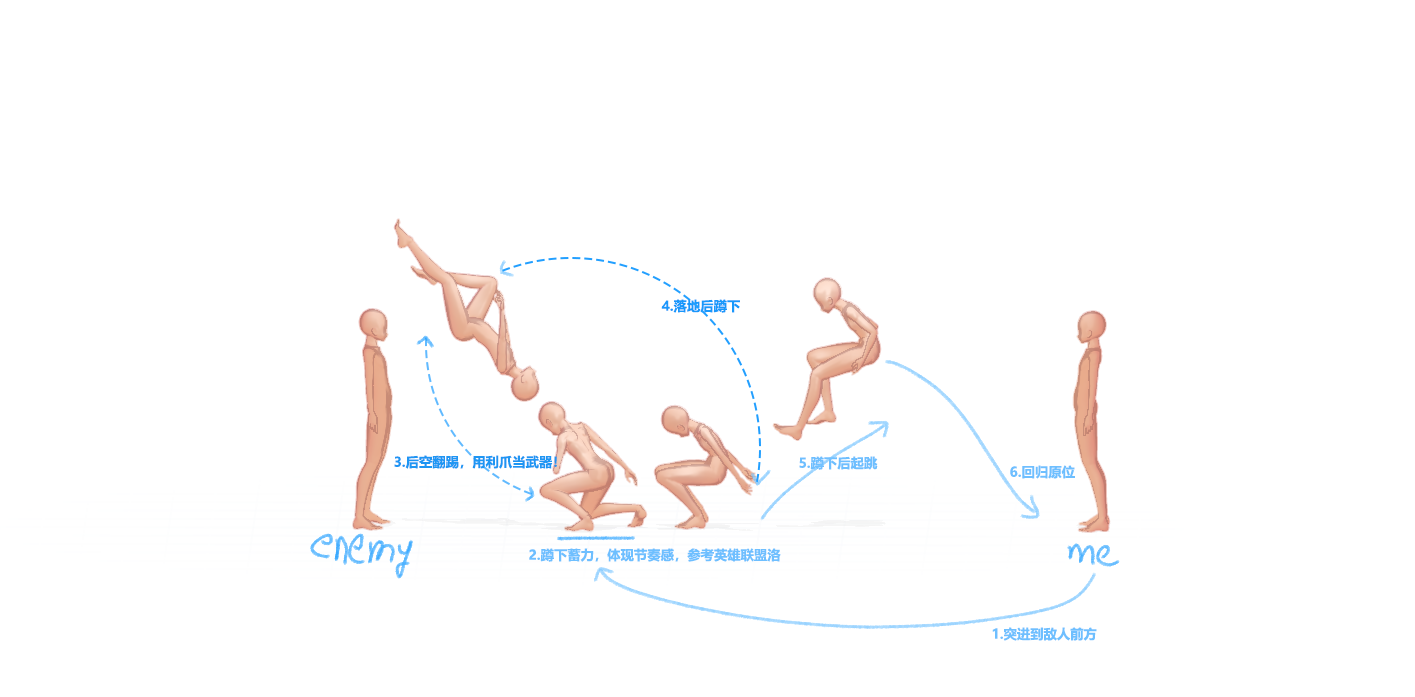 4.落地后蹲下
3.后空翻踢，用利爪当武器！
5.蹲下后起跳
6.回归原位
enemy
2.蹲下蓄力，体现节奏感，参考英雄联盟洛
me
1.突进到敌人前方